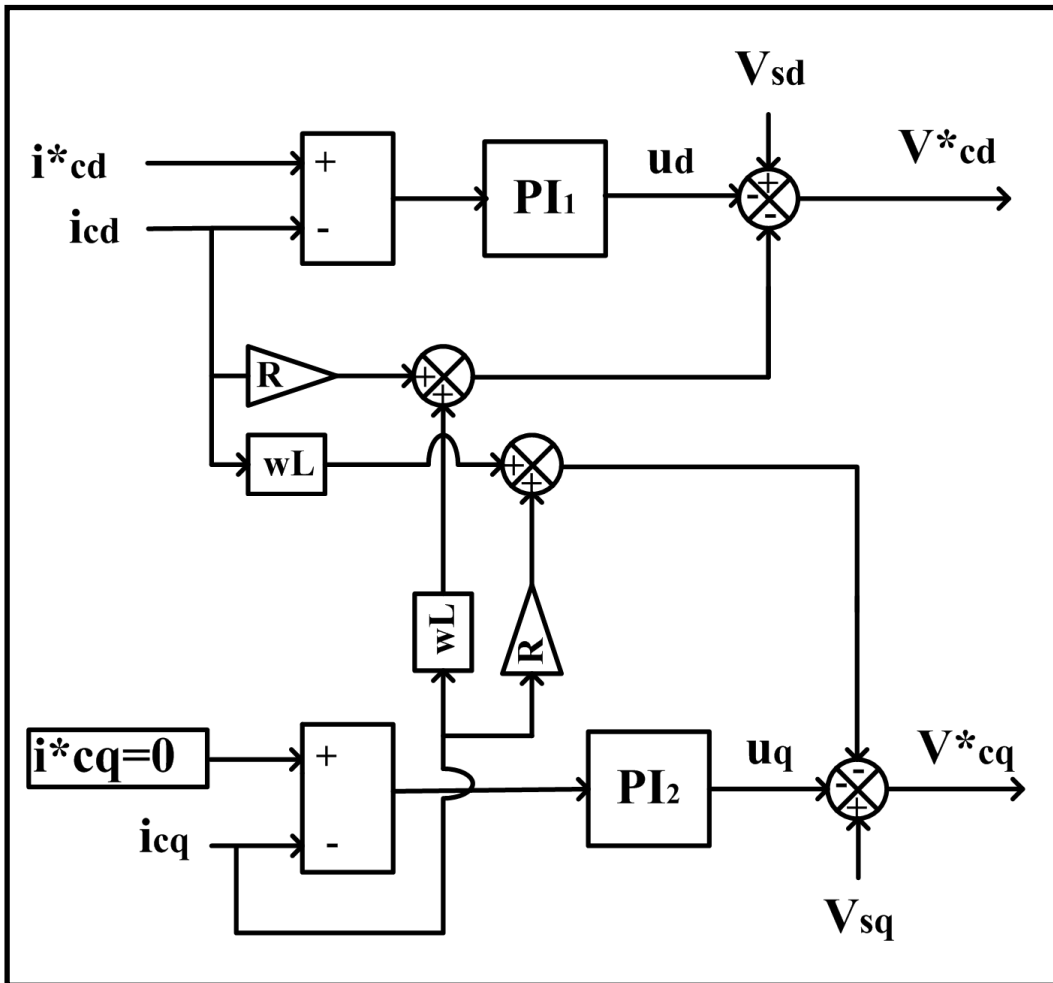 Vsd
i*cd
+
-
PI1
ud
+
-
-
V*cd
icd
R
+
+
wL
+
+
wL
R
i*cq=0
+
-
PI2
uq
-
-
+
V*cq
icq
Vsq